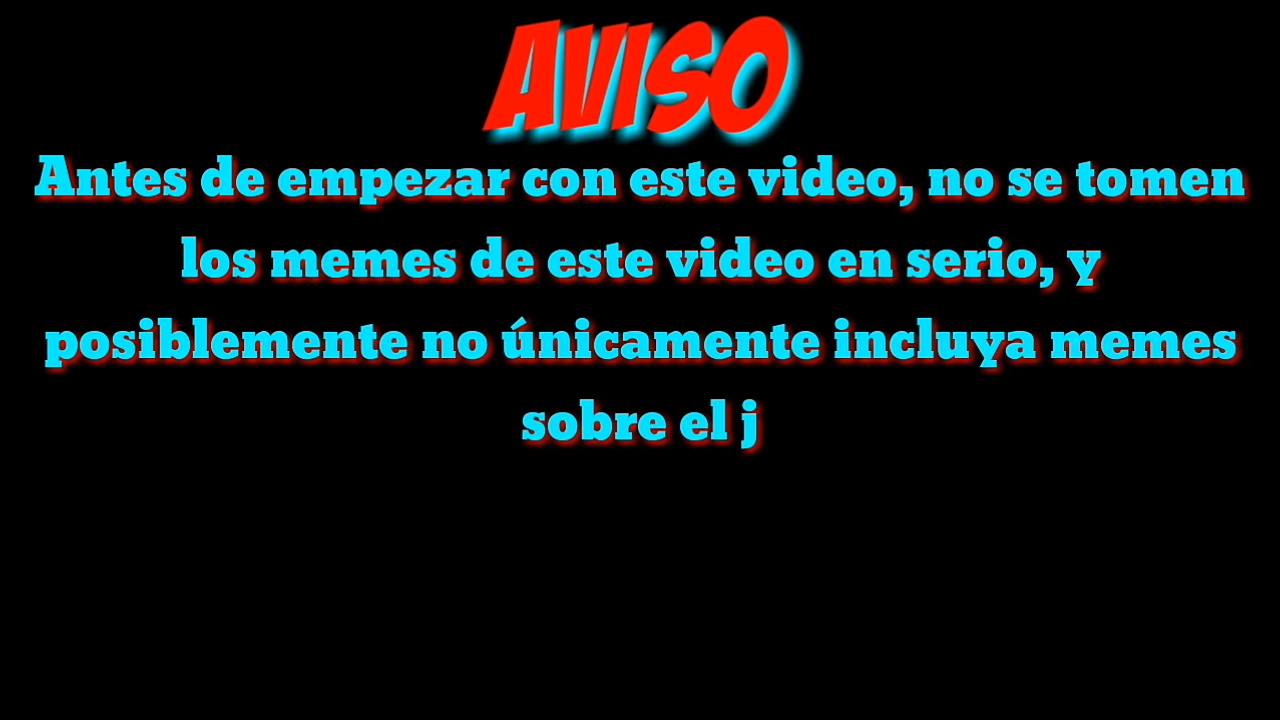 AVISO
Antes de empezar con este video, no se tomen
los memes de este video en serio, y
posiblemente no únicamente incluya memes
sobre el j